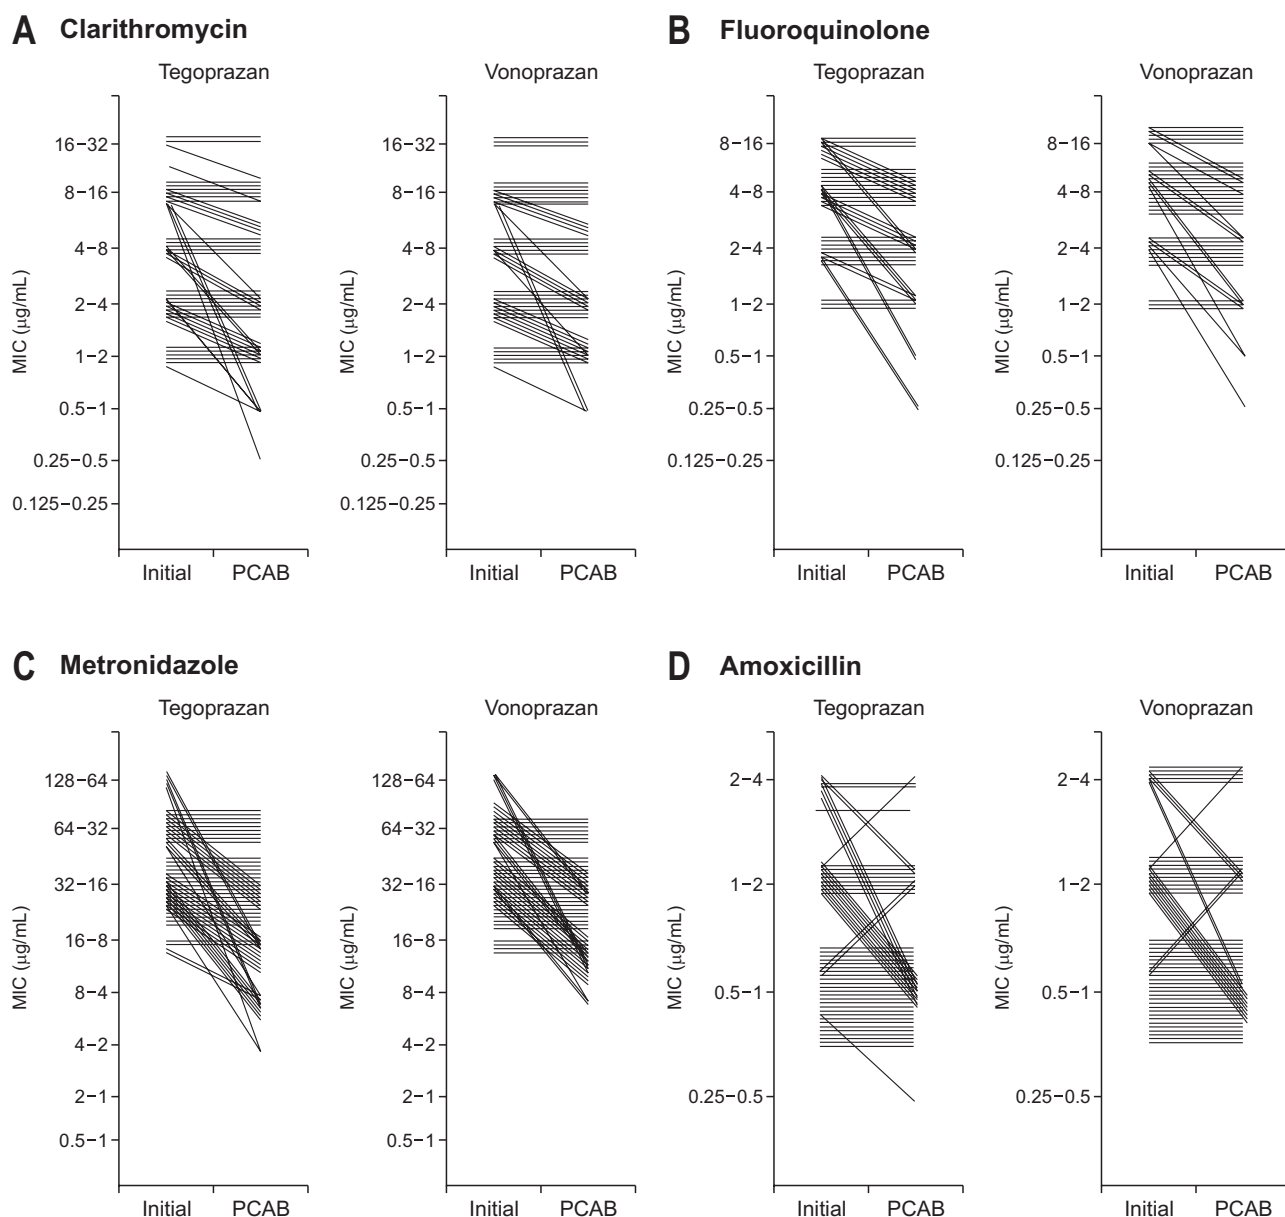 A Clarithromycin
Tegoprazan
MIC (µg/mL)
16−32
8−16
4−8
2−4
1−2
0.5−1
0.25−0.5
0.125−0.25
Initial PCAB
Vonoprazan
MIC (µg/mL)
16−32
8−16
4−8
2−4
1−2
0.5−1
0.25−0.5
0.125−0.25
Initial PCAB
B Fluoroquinolone
Tegoprazan
MIC (µg/mL)
8−16
4−8
2−4
1−2
0.5−1
0.25−0.5
0.125−0.25
Initial PCAB
Vonoprazan
MIC (µg/mL)
8−16
4−8
2−4
1−2
0.5−1
0.25−0.5
0.125−0.25
Initial PCAB
C Metronidazole
Tegoprazan
MIC (µg/mL)
128−64
64−32
32−16
16−8
8−4
4−2
2−1
0.5−1
Initial PCAB
Vonoprazan
MIC (µg/mL)
128−64
64−32
32−16
16−8
8−4
4−2
2−1
0.5−1
Initial PCAB
D Amoxicillin
Tegoprazan
MIC (µg/mL)
2−4
1−2
0.5−1
0.25−0.5
Initial PCAB
Vonoprazan
MIC (µg/mL)
2−4
1−2
0.5−1
0.25−0.5
Initial PCAB